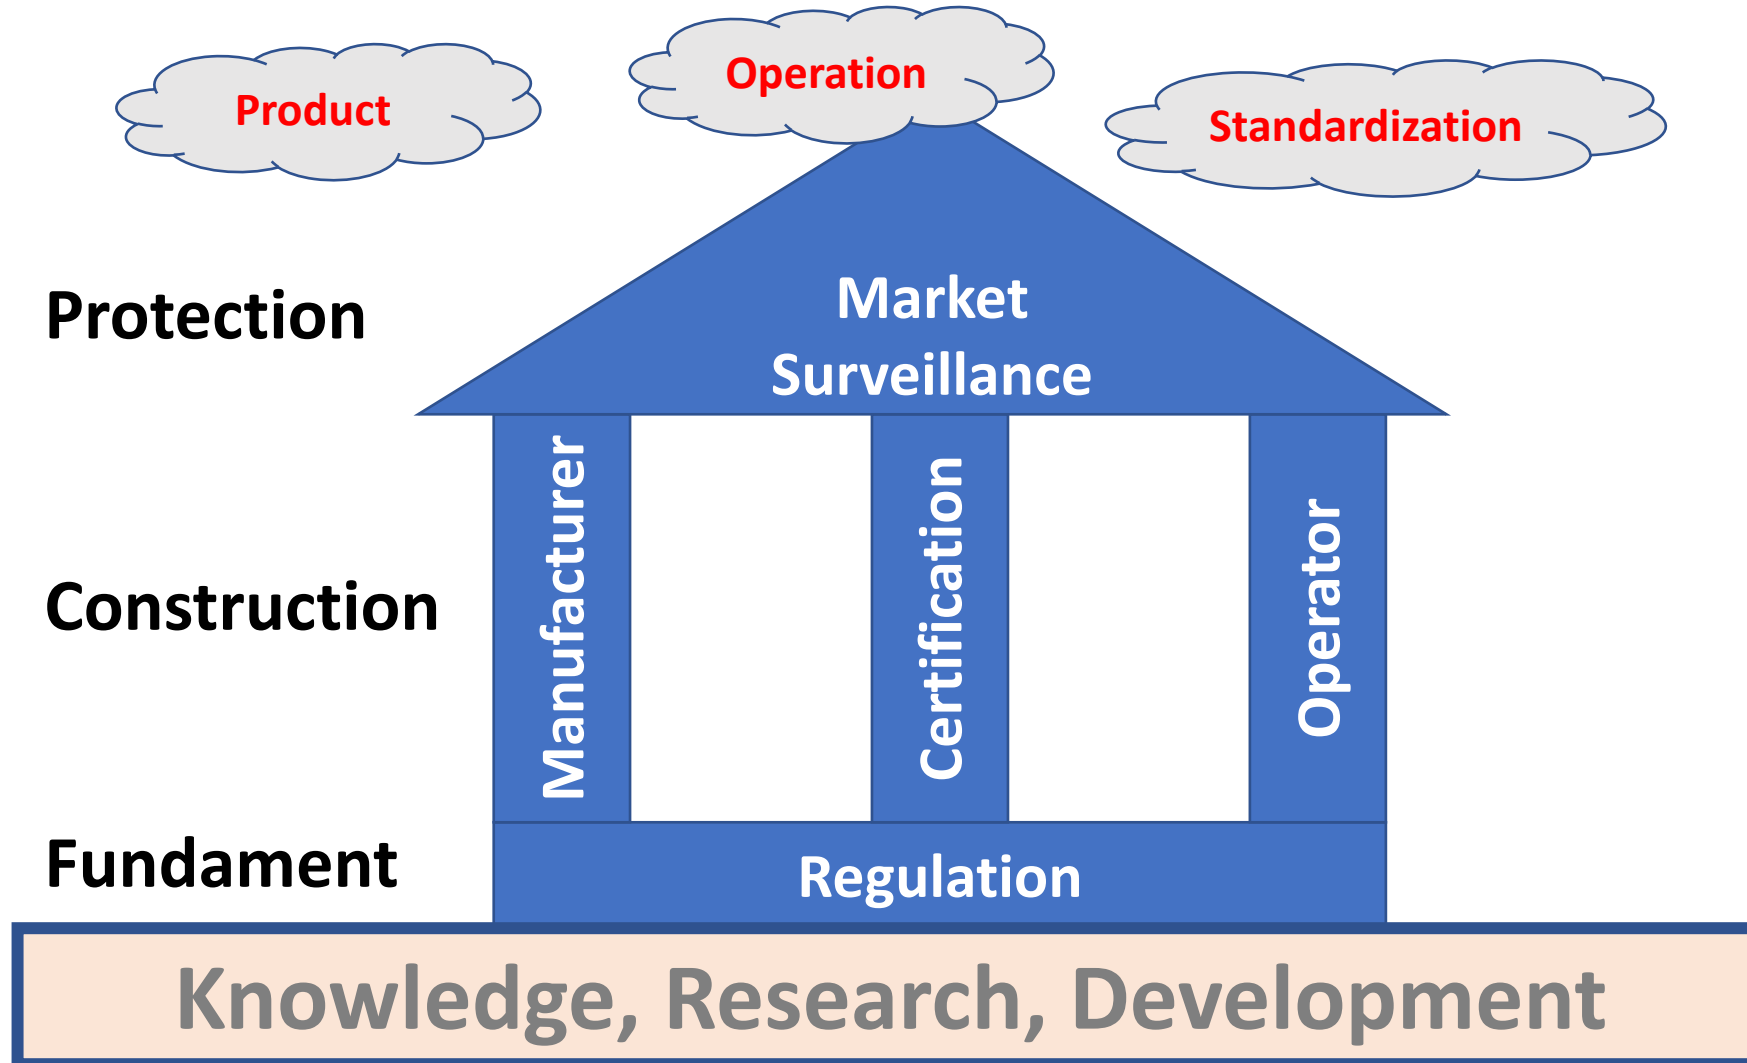 Product
Operation
Standardization
Protection
Market
Surveillance
Construction
Manufacturer
Certification
Operator
Fundament
Regulation
Knowledge, Research, Development